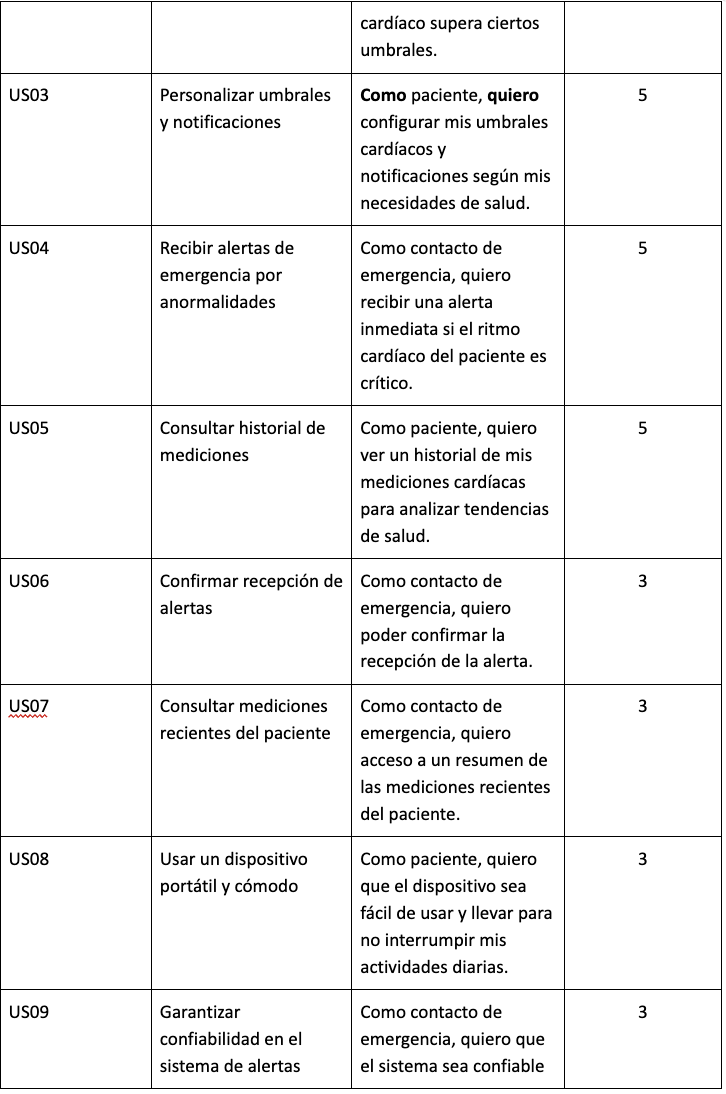 cardíaco supera ciertos
umbrales.
US03
Personalizar umbrales
y notificaciones
Como paciente, quiero
configurar mis umbrales
cardíacos y
notificaciones según mis
necesidades de salud.
5
US04
Recibir alertas de
emergencia por
anormalidades
Como contacto de
emergencia, quiero
recibir una alerta
inmediata si el ritmo
cardíaco del paciente es
crítico.
5
US05
Consultar historial de
mediciones
Como paciente, quiero
ver un historial de mis
mediciones cardíacas
para analizar tendencias
de salud.
5
US06
Confirmar recepción de
alertas
Como contacto de
emergencia, quiero
poder confirmar la
recepción de la alerta.
3
US07
Consultar mediciones
recientes del paciente
Como contacto de
emergencia, quiero
acceso a un resumen de
las mediciones recientes
del paciente.
3
US08
Usar un dispositivo
portátil y cómodo
Como paciente, quiero
que el dispositivo sea
fácil de usar y llevar para
no interrumpir mis
actividades diarias.
3
US09
Garantizar
confiabilidad en el
sistema de alertas
Como contacto de
emergencia, quiero que
el sistema sea confiable
3